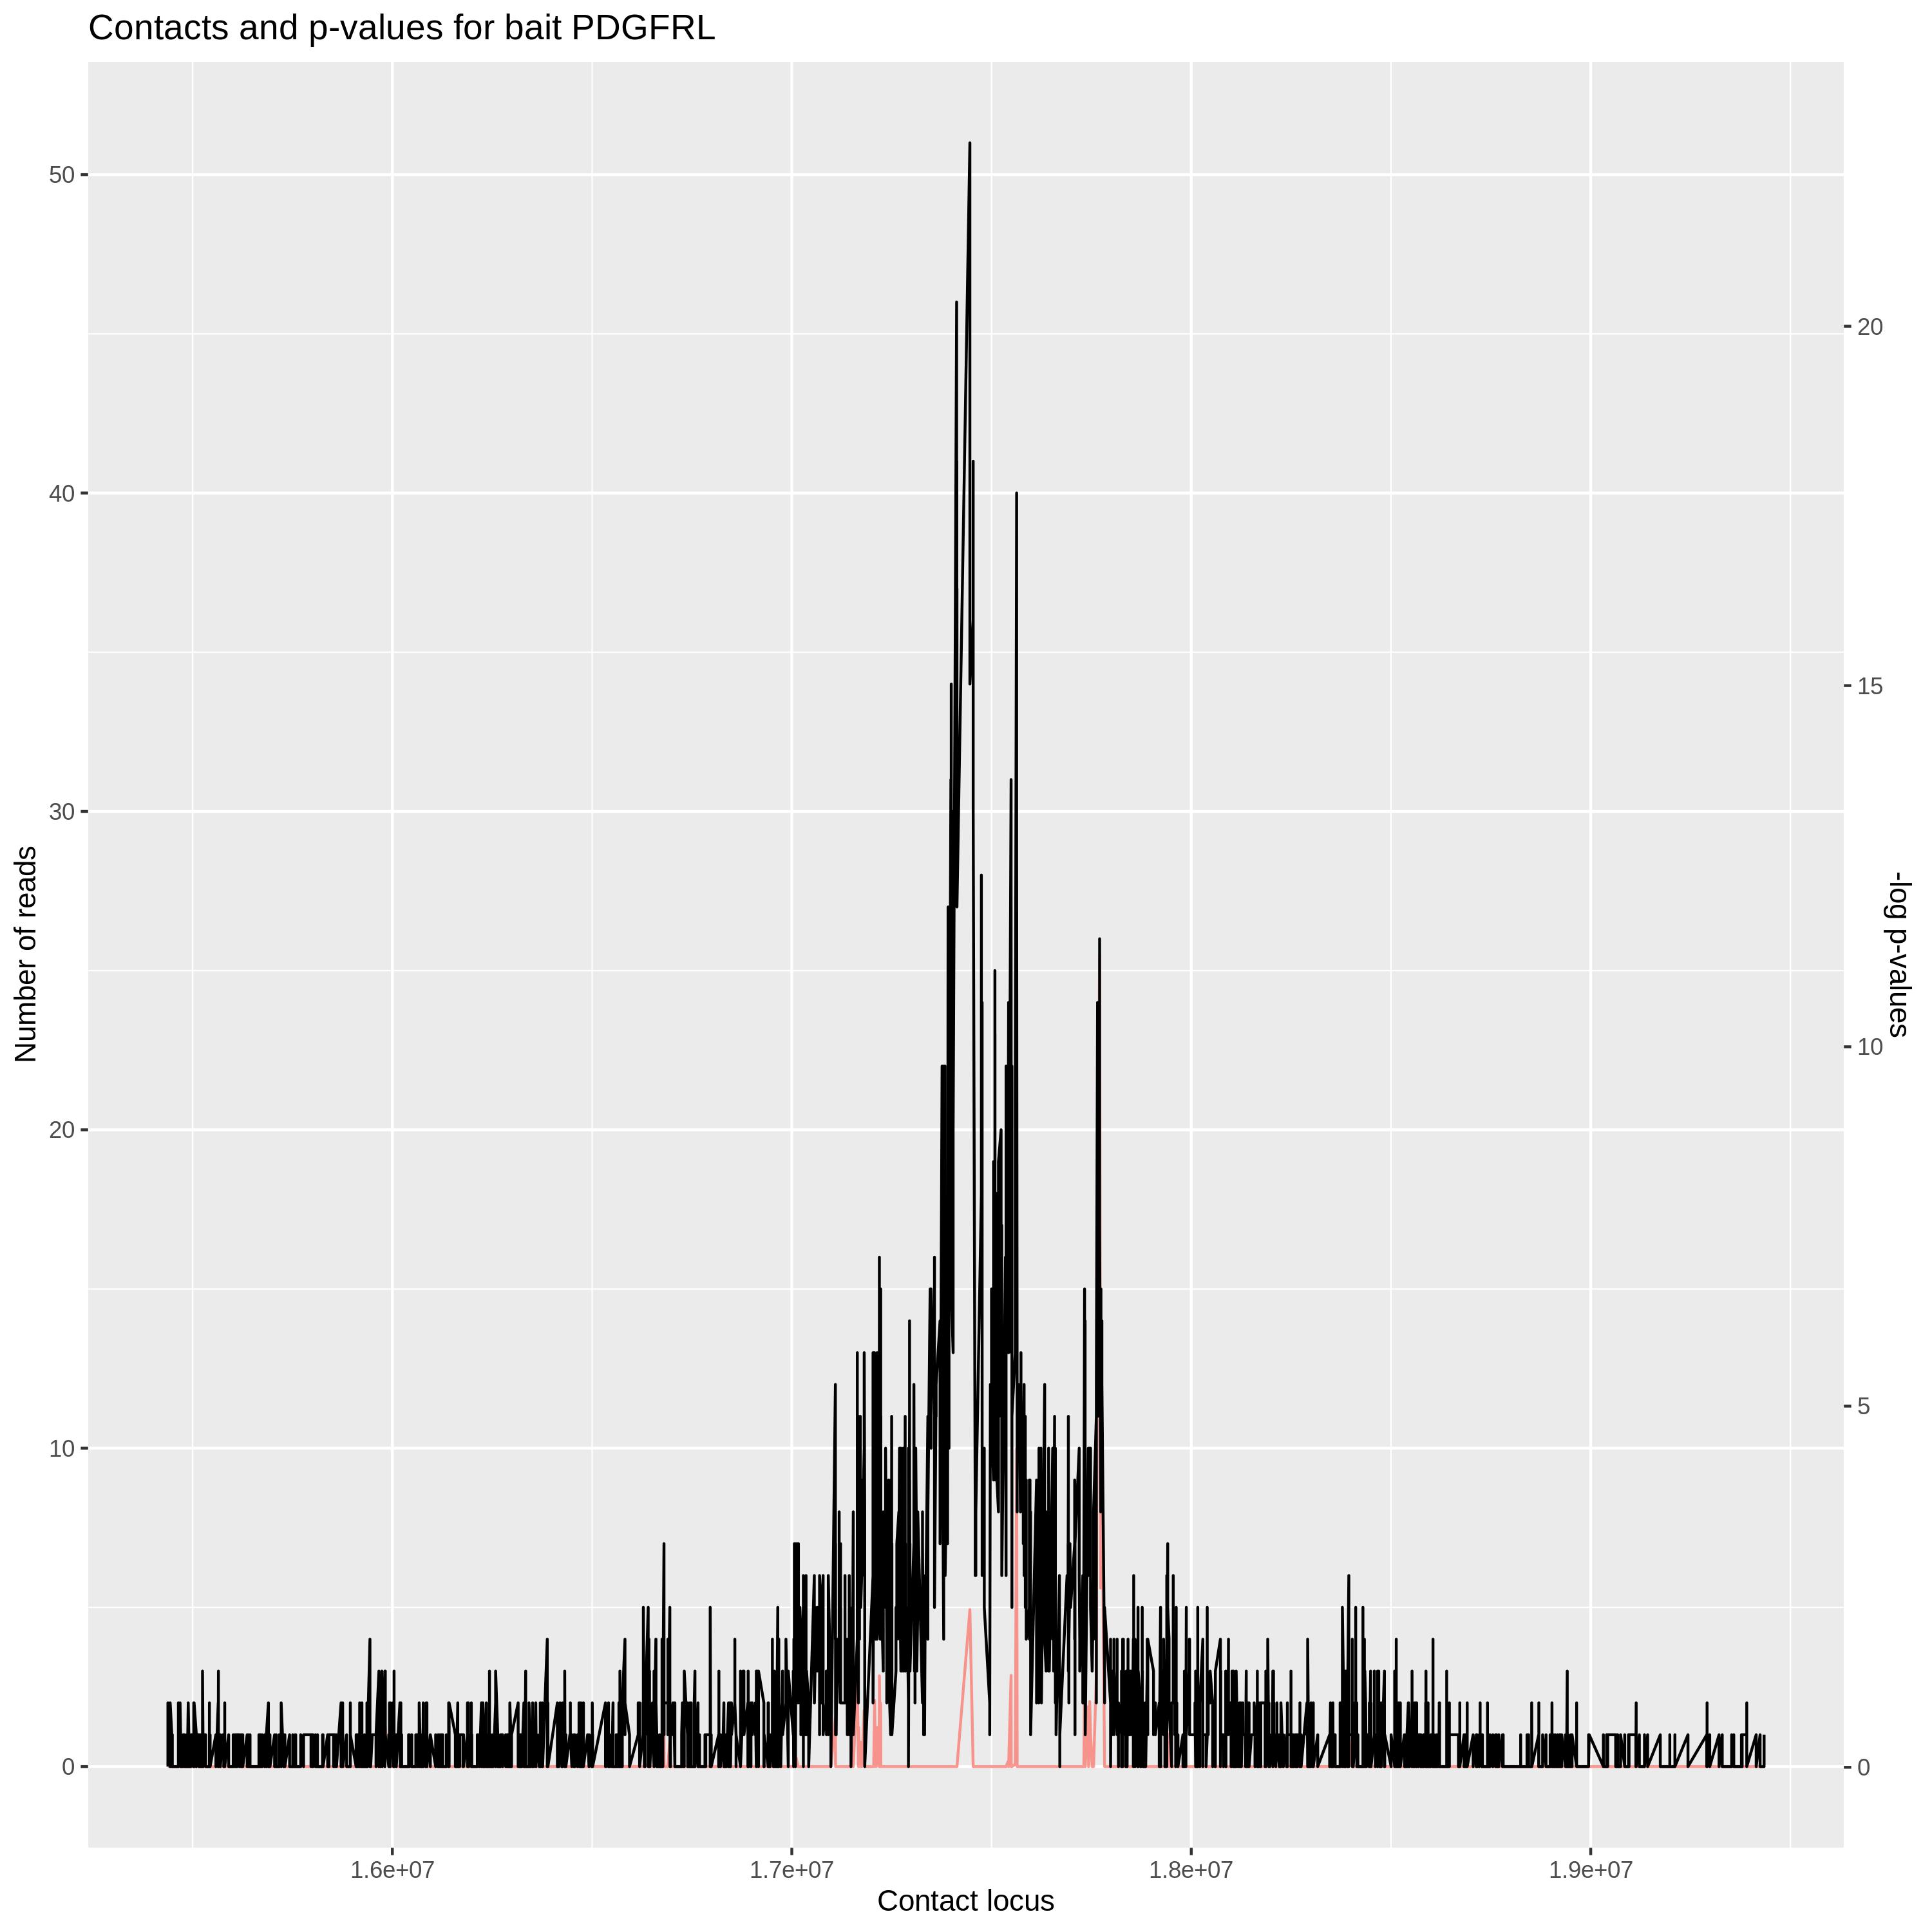 Contacts and p-values for bait PDGFRL
50
40
30
20
10
0
Number of reads
20
15
10
5
0
-log p-values
1.6e+07 1.7e+07 1.8e+07 1.9e+07
Contact locus